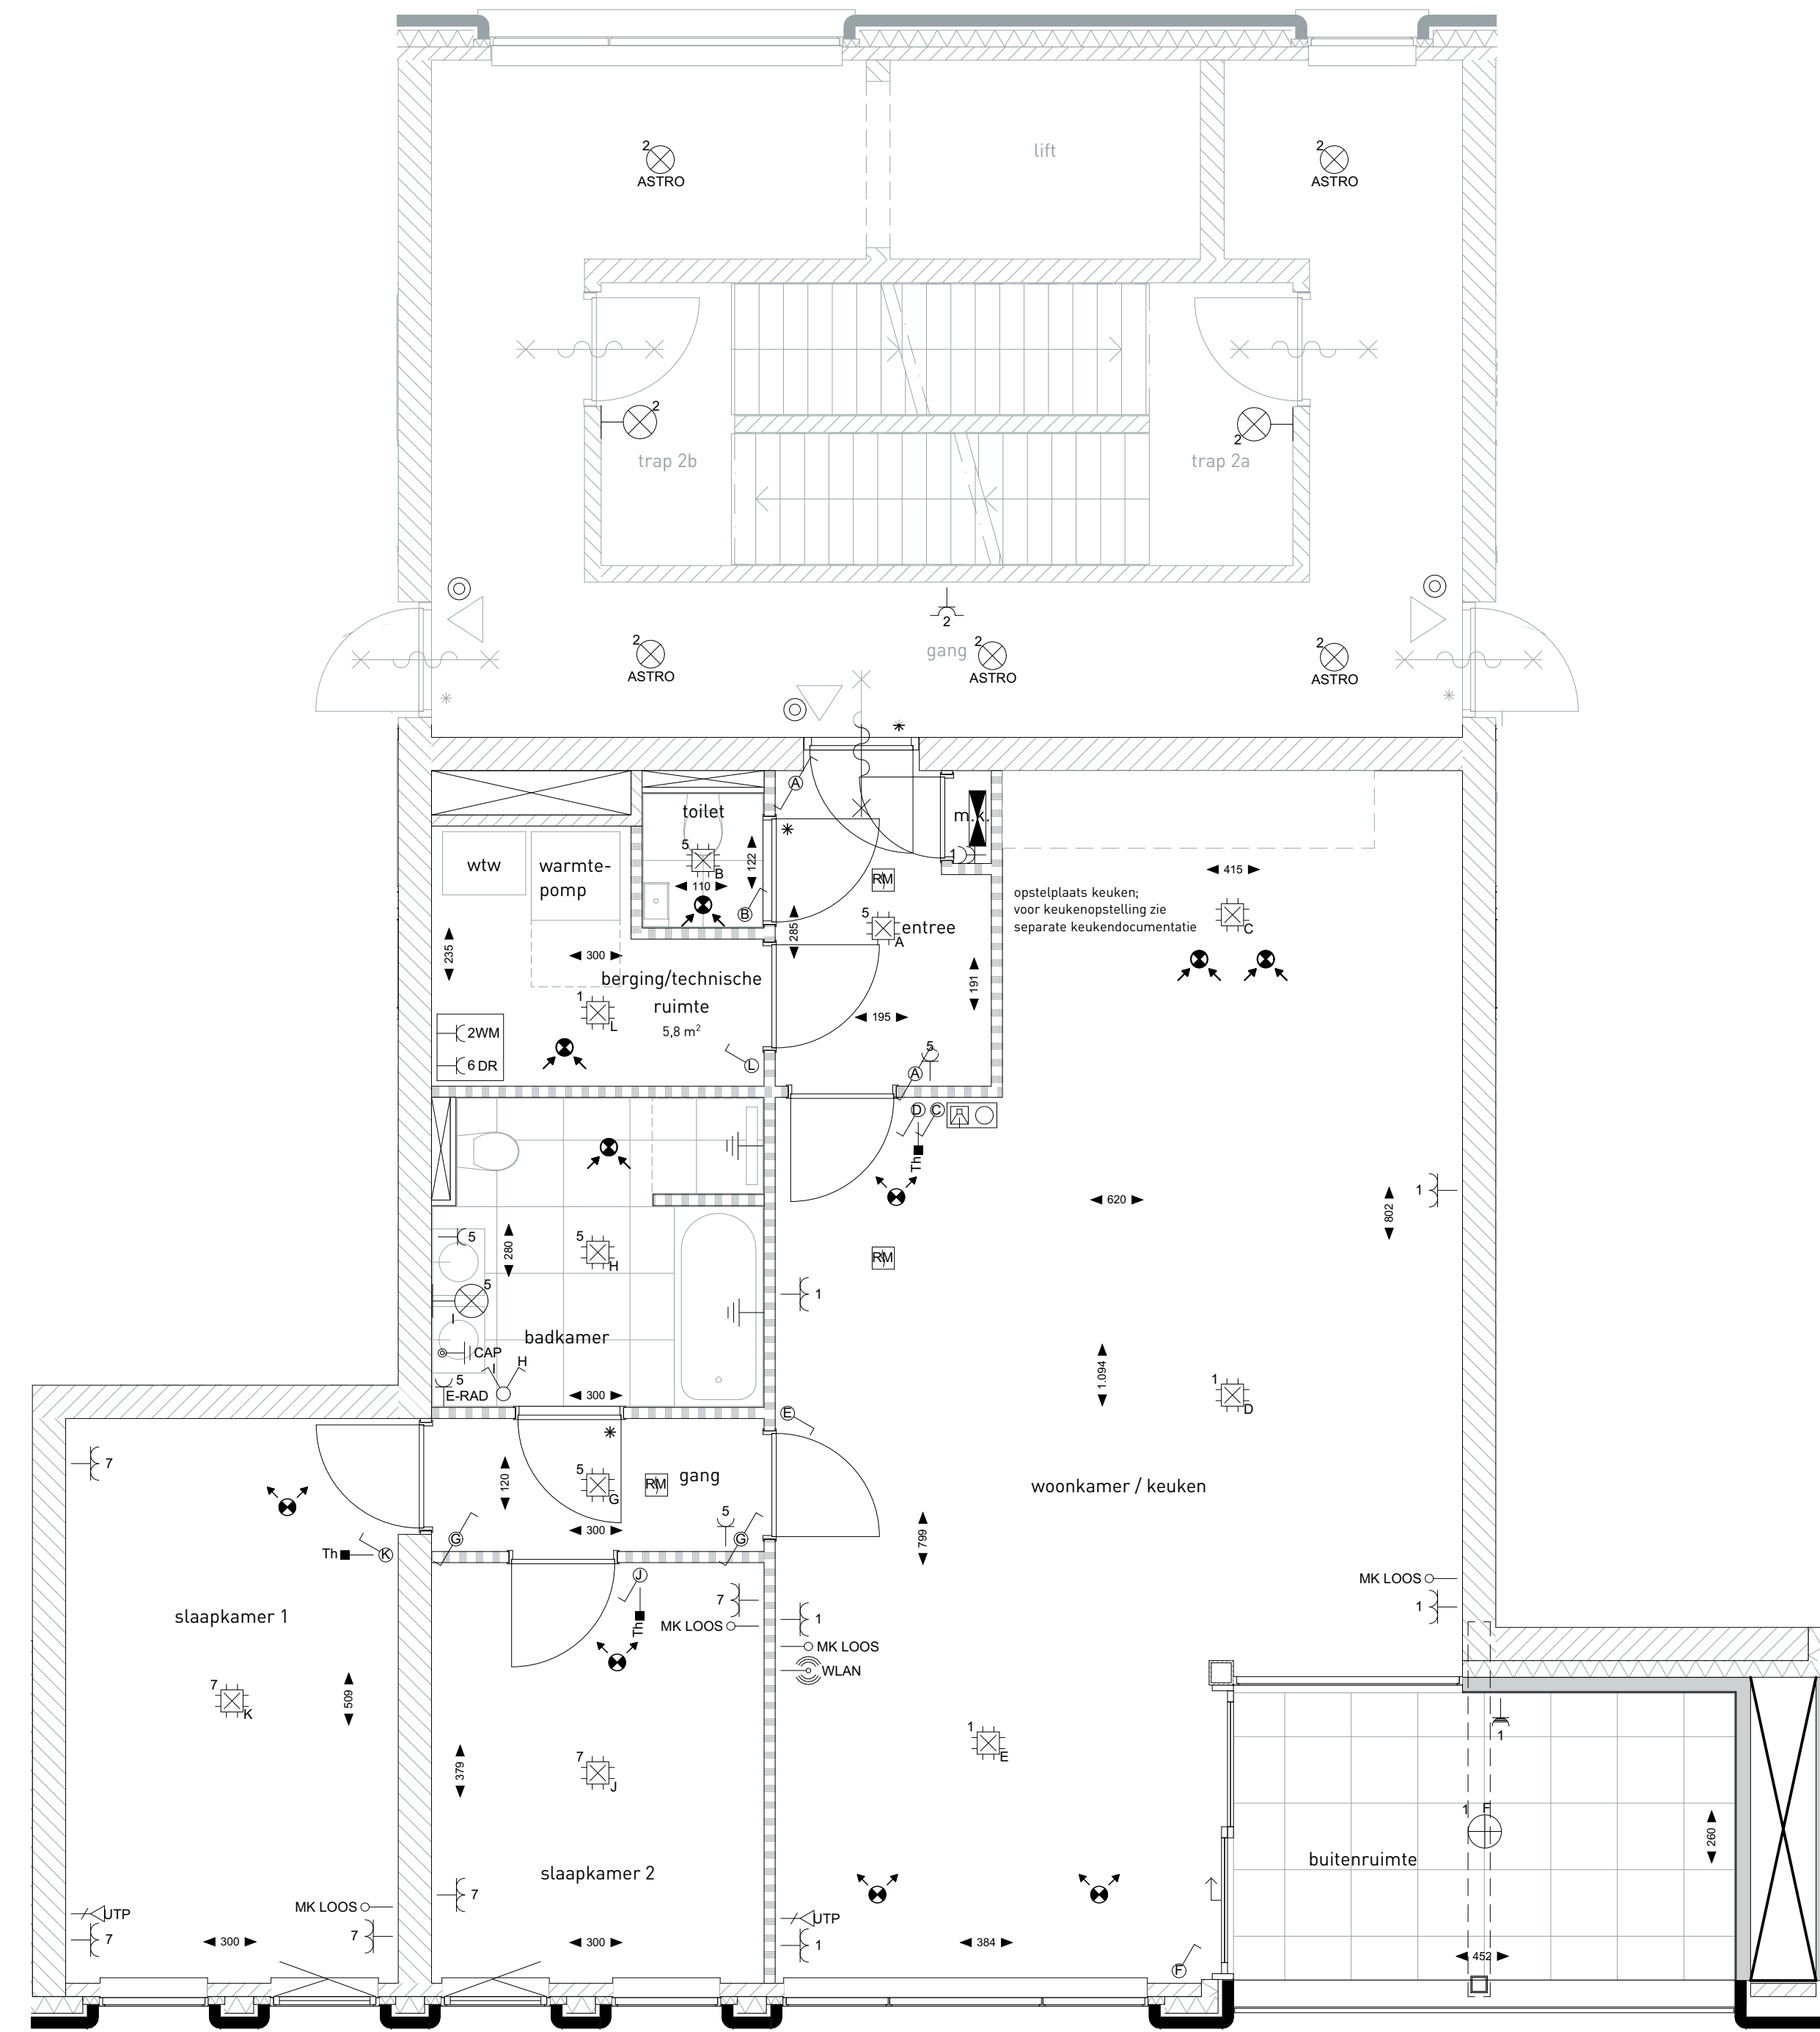 lift
2
ASTRO
2
ASTRO
2
2
trap 2b
trap 2a
2
gang
2
ASTRO
2
ASTRO
2
ASTRO
A
toilet
m.k.
wtw
warmte-
pomp
5
B
122
110
B
1
RM
415
opstelplaats keuken;
voor keukenopstelling zie
separate keukendocumentatie
C
5
entree
A
285
235
300
berging/technische
ruimte
5,8 m²
191
1
L
195
2WM
6 DR
L
5
A
D
C
Th
1
620
802
5
280
5
H
RM
5
I
1
badkamer
CAP
I
H
5
E-RAD
300
1.094
1
D
E
7
120
5
G
RM
gang
woonkamer / keuken
5
300
G
G
799
Th
K
J
7
Th
MK LOOS
MK LOOS
1
slaapkamer 1
1
MK LOOS
WLAN
7
K
509
379
7
J
1
E
1
1
F
260
buitenruimte
slaapkamer 2
7
MK LOOS
UTP
7
7
UTP
1
300
300
384
F
452